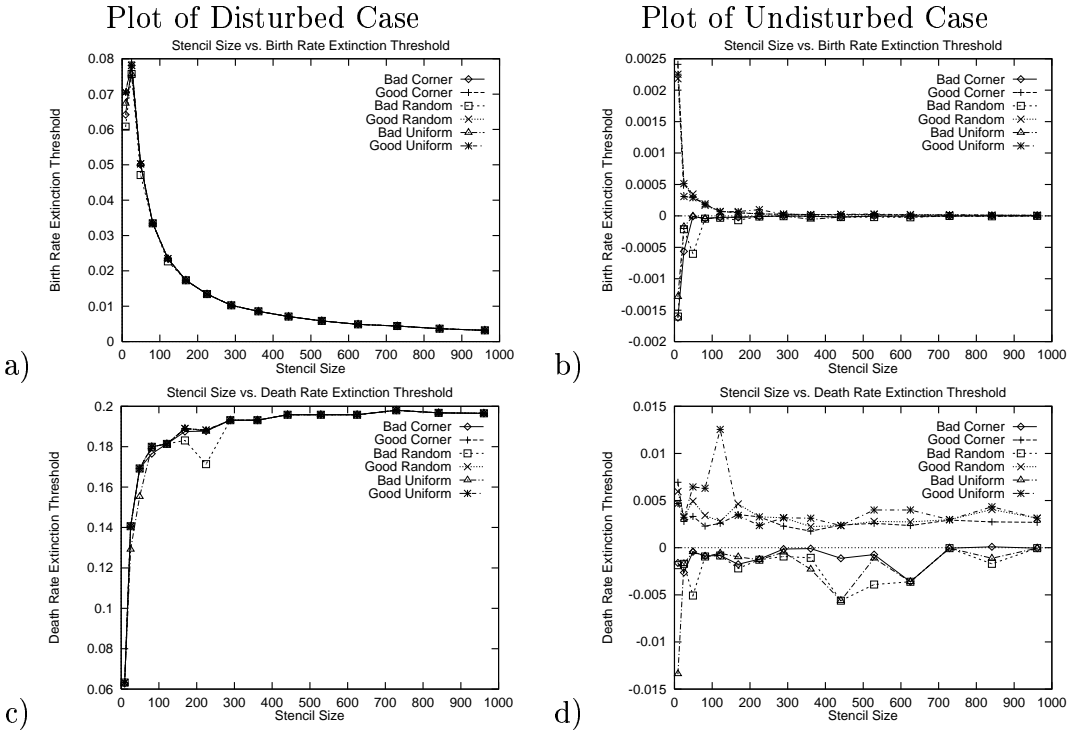 Plot of Disturbed Case
Plot of Undisturbed Case
Stencil Size vs. Birth Rate Extinction Threshold
0.08
0.07
0.06
0.05
0.04
0.03
0.02
0.01
0
Birth Rate Extinction Threshold
Bad Corner
Good Corner
Bad Random
Good Random
Bad Uniform
Good Uniform
0 100 200 300 400 500 600 700 800 900 1000
Stencil Size
a)
Stencil Size vs. Birth Rate Extinction Threshold
0.0025
0.002
0.0015
0.001
0.0005
0
-0.0005
-0.001
-0.0015
-0.002
Birth Rate Extinction Threshold
Bad Corner
Good Corner
Bad Random
Good Random
Bad Uniform
Good Uniform
0 100 200 300 400 500 600 700 800 900 1000
Stencil Size
b)
Stencil Size vs. Death Rate Extinction Threshold
0.2
0.18
0.16
0.14
0.12
0.1
0.08
0.06
Death Rate Extinction Threshold
Bad Corner
Good Corner
Bad Random
Good Random
Bad Uniform
Good Uniform
0 100 200 300 400 500 600 700 800 900 1000
Stencil Size
c)
Stencil Size vs. Death Rate Extinction Threshold
0.015
0.01
0.005
0
-0.005
-0.01
-0.015
Death Rate Extinction Threshold
Bad Corner
Good Corner
Bad Random
Good Random
Bad Uniform
Good Uniform
0 100 200 300 400 500 600 700 800 900 1000
Stencil Size
d)